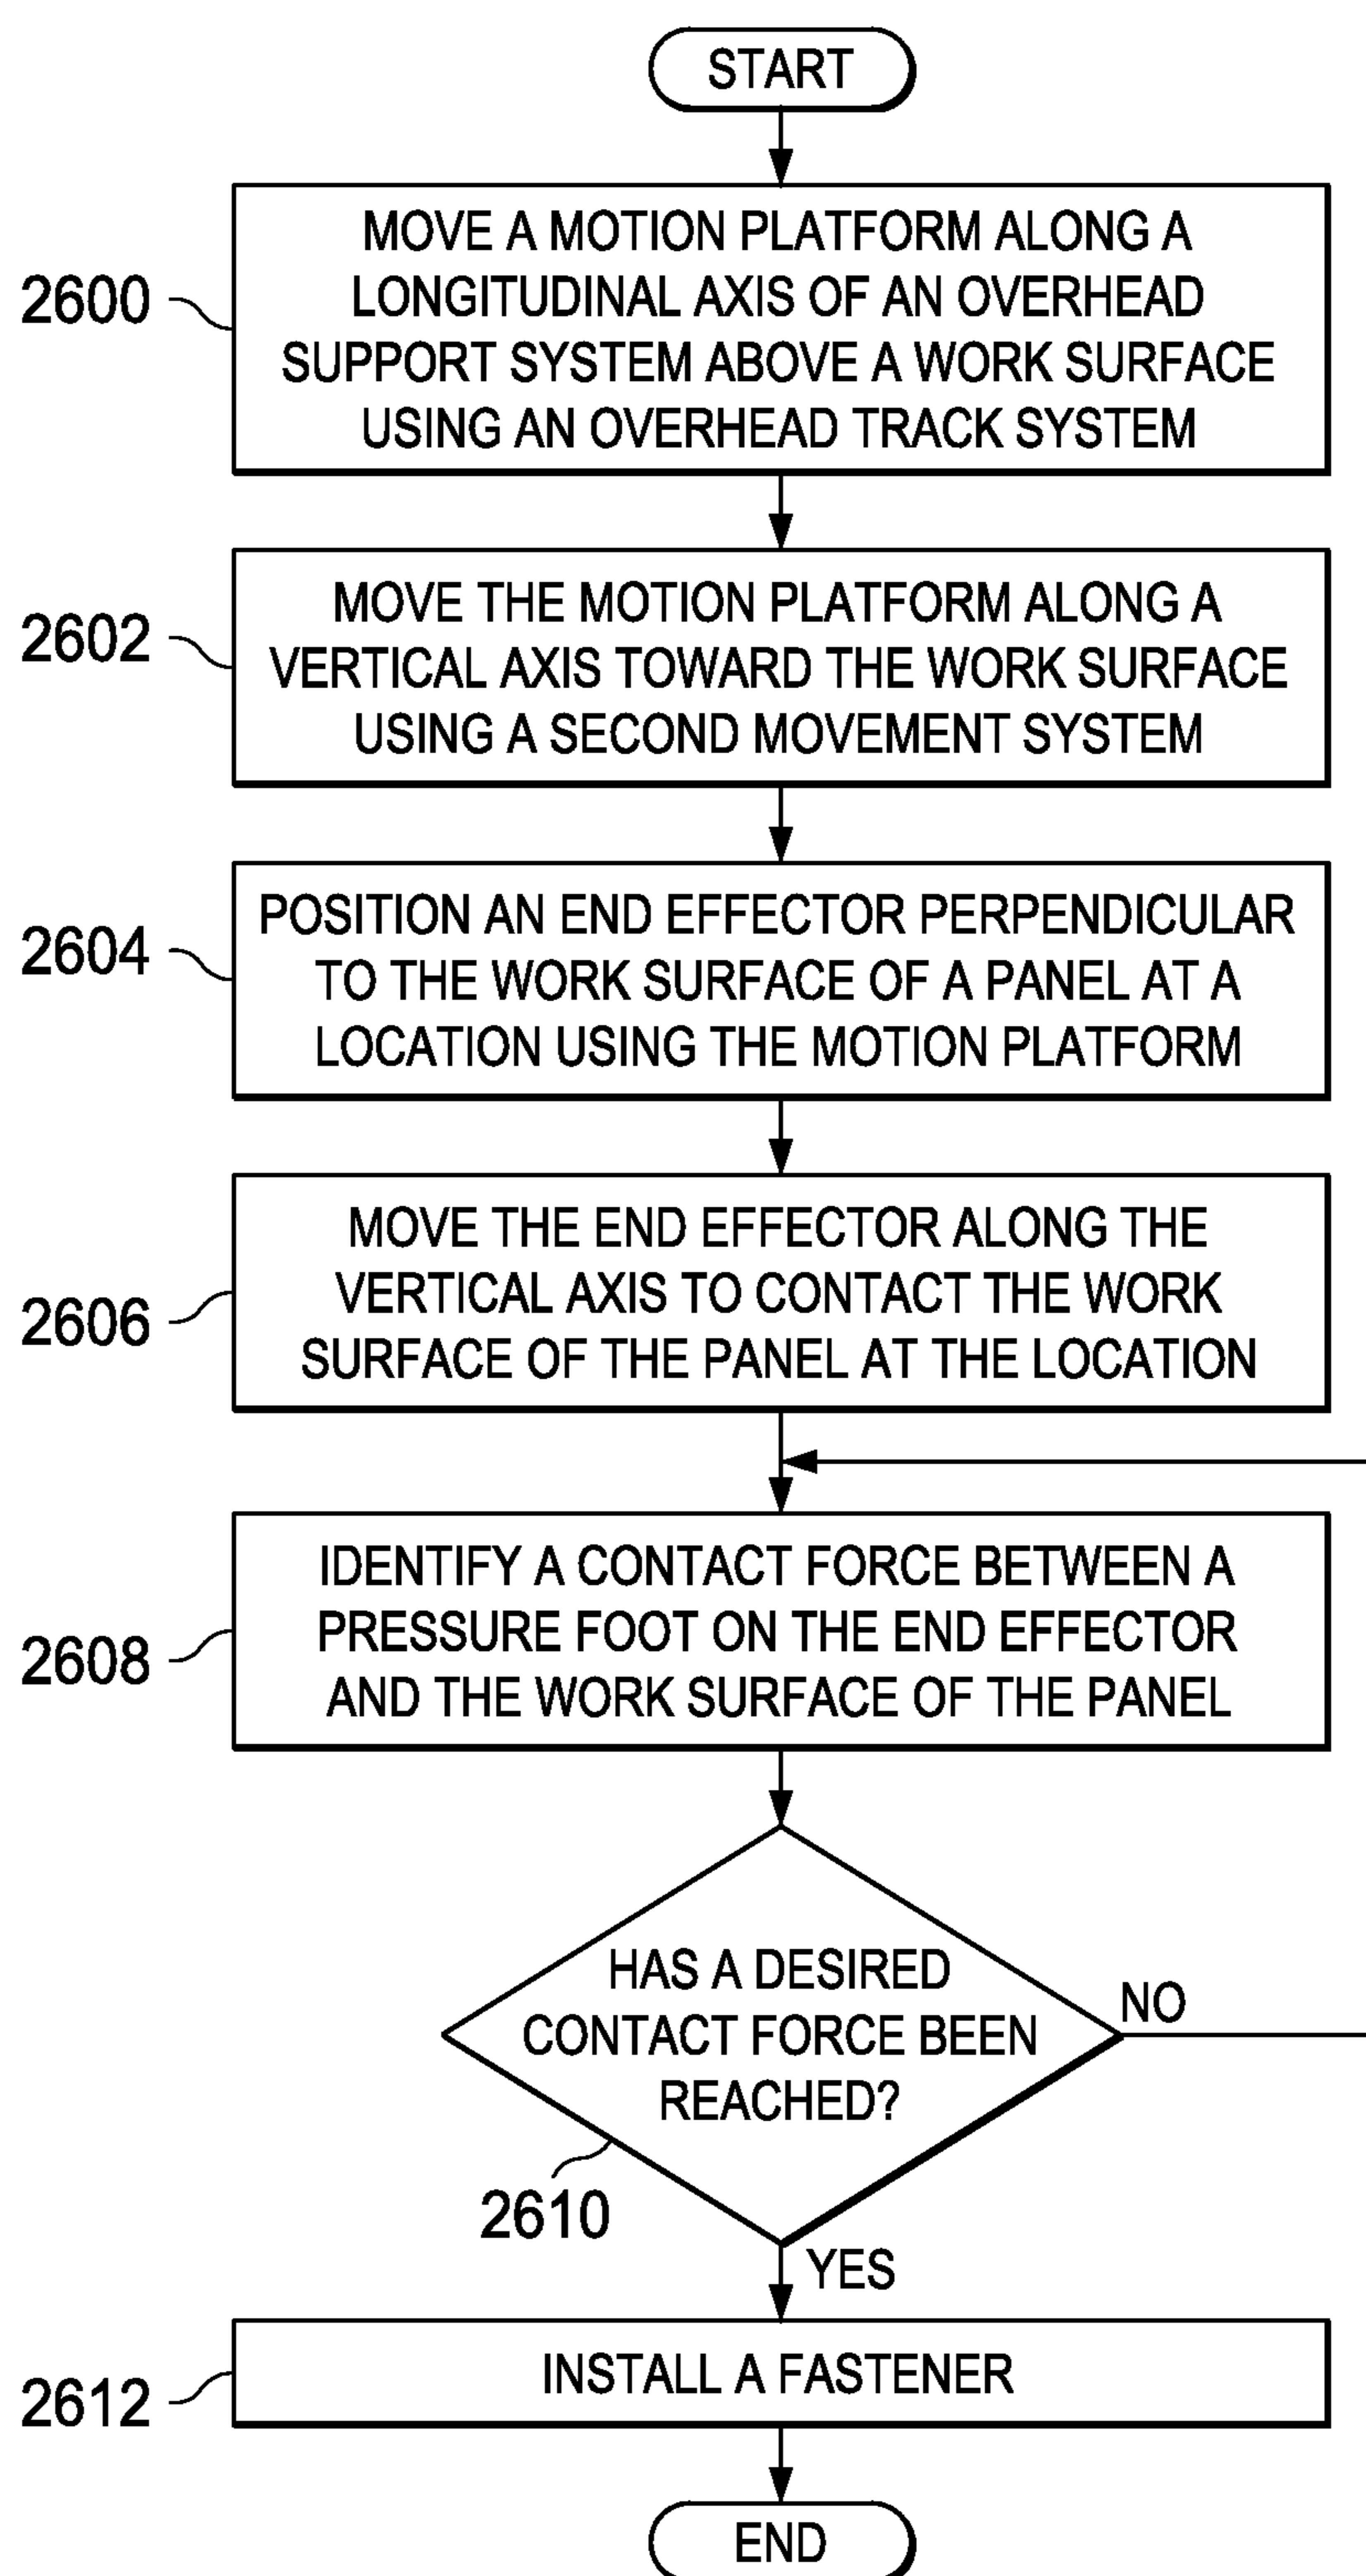 START
2600
MOVE A MOTION PLATFORM ALONG A
LONGITUDINAL AXIS OF AN OVERHEAD
SUPPORT SYSTEM ABOVE A WORK SURFACE
USING AN OVERHEAD TRACK SYSTEM
2602
MOVE THE MOTION PLATFORM ALONG A
VERTICAL AXIS TOWARD THE WORK SURFACE
USING A SECOND MOVEMENT SYSTEM
2604
POSITION AN END EFFECTOR PERPENDICULAR
TO THE WORK SURFACE OF A PANEL AT A
LOCATION USING THE MOTION PLATFORM
2606
MOVE THE END EFFECTOR ALONG THE
VERTICAL AXIS TO CONTACT THE WORK
SURFACE OF THE PANEL AT THE LOCATION
2608
IDENTIFY A CONTACT FORCE BETWEEN A
PRESSURE FOOT ON THE END EFFECTOR
AND THE WORK SURFACE OF THE PANEL
HAS A DESIRED
CONTACT FORCE BEEN
REACHED?
NO
2610
YES
2612
INSTALL A FASTENER
END